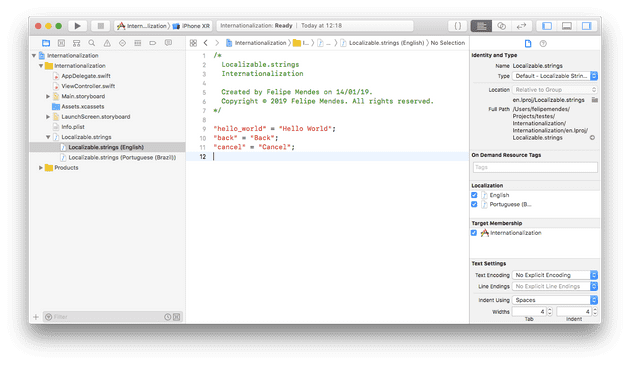 Intern...ilization
iPhone XR
Internationalization: Ready | Today at 12:18
Internationalization
I...
...
Localizable.strings (English)
No Selection
Internationalization
Internationalization
AppDelegate.swift
ViewController.swift
Main.storyboard
Assets.xcassets
LaunchScreen.storyboard
Info.plist
Localizable.strings
Localizable.strings (English)
Localizable.strings (Portuguese (Brazil))
Products
Filter
1 /*
2 Localizable.strings
3 Internationalization
4
5 Created by Felipe Mendes on 14/01/19.
6 Copyright © 2019 Felipe Mendes. All rights reserved.
7 */
8
9 "hello_world" = "Hello World";
10 "back" = "Back";
11 "cancel" = "Cancel";
12
Identity and Type
Name Localizable.strings
Type Default - Localizable Strin...
Location Relative to Group
en.lproj/Localizable.strings
Full Path /Users/felipemendes/
Projects/testes/
Internationalization/
Internationalization/en.lproj/
Localizable.strings
On Demand Resource Tags
Tags
Localization
English
Portuguese (B...
Target Membership
Internationalization
Text Settings
Text Encoding No Explicit Encoding
Line Endings No Explicit Line Endings
Indent Using Spaces
Widths 4 4
Tab Indent